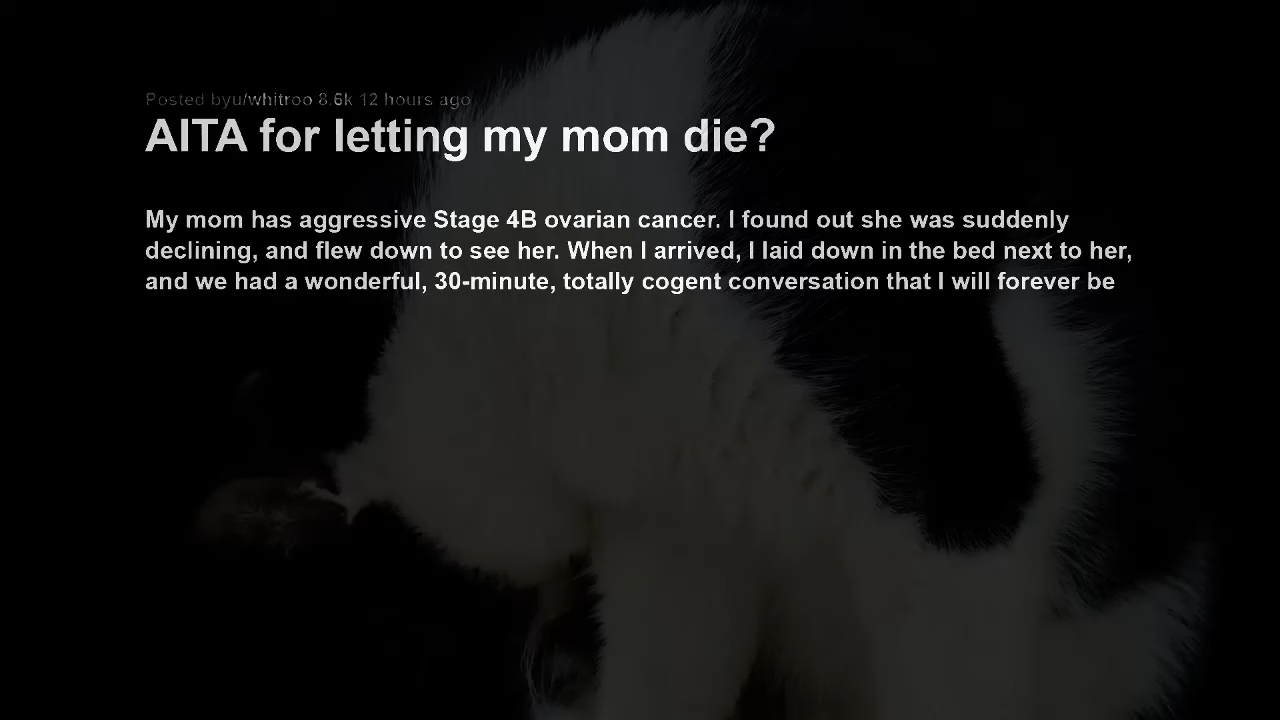 Posted byu/whitroo 8.6k 12 hours ago
AITA for letting my mom die?
My mom has aggressive Stage 4B ovarian cancer. I found out she was suddenly
declining, and flew down to see her. When I arrived, I laid down in the bed next to her,
and we had a wonderful, 30-minute, totally cogent conversation that I will forever be